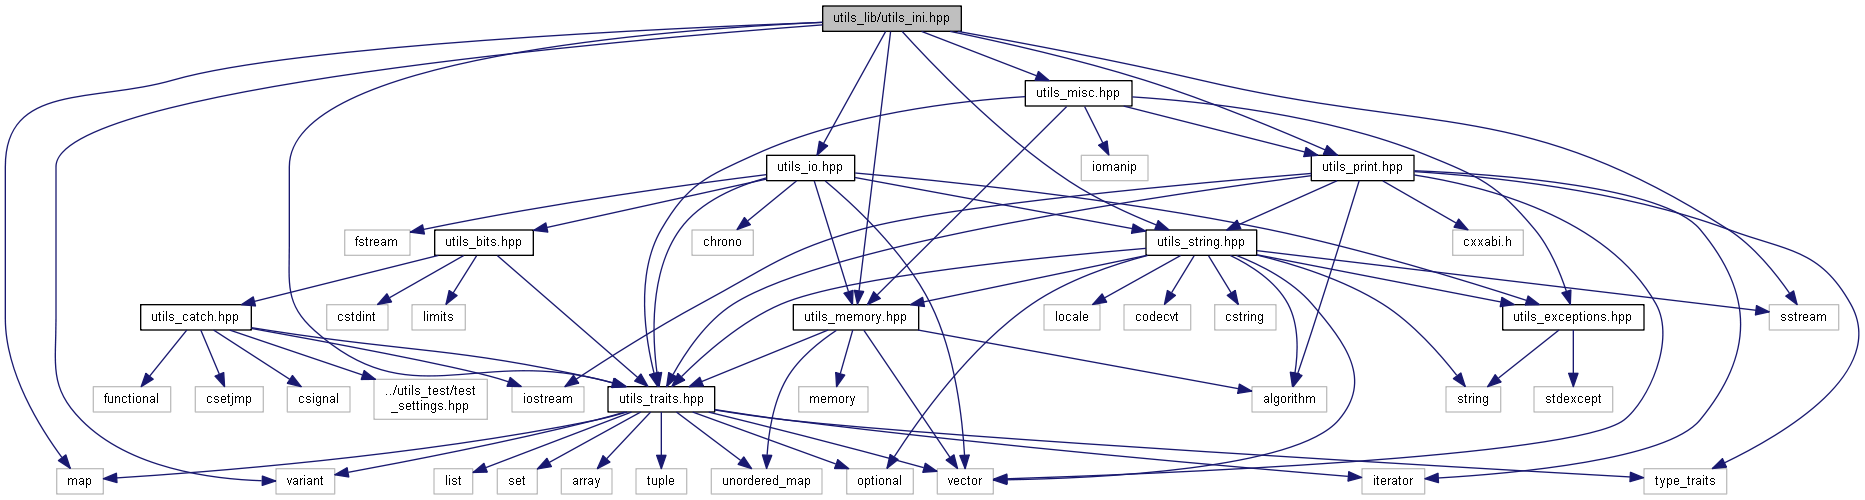 utils_lib/utils_ini.hpp
utils_misc.hpp
utils_io.hpp
iomanip
utils_print.hpp
fstream
utils_bits.hpp
chrono
utils_string.hpp
cxxabi.h
utils_catch.hpp
cstdint
limits
utils_memory.hpp
locale
codecvt
cstring
utils_exceptions.hpp
sstream
functional
csetjmp
csignal
../utils_test/test
_settings.hpp
iostream
utils_traits.hpp
memory
algorithm
string
stdexcept
map
variant
list
set
array
tuple
unordered_map
optional
vector
iterator
type_traits